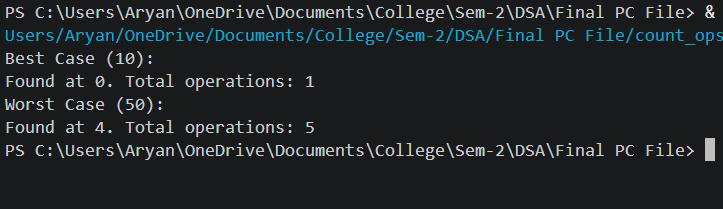 PS C:\Users\Aryan\OneDrive\Documents\College\Sem-2\DSA\Final PC File> &
Users/Aryan/OneDrive/Documents/College/Sem-2/DSA/Final PC File/count_ops
Best Case (10):
Found at 0. Total operations: 1
Worst Case (50):
Found at 4. Total operations: 5
PS C:\Users\Aryan\OneDrive\Documents\College\Sem-2\DSA\Final PC File>